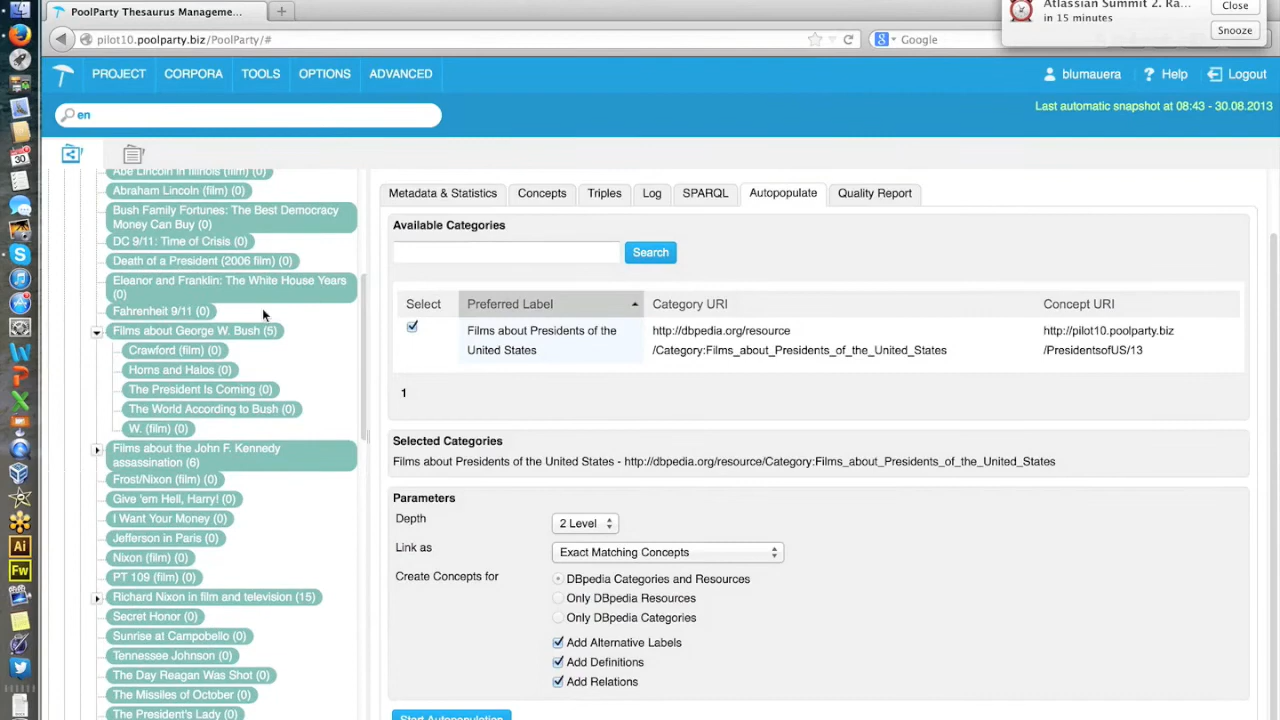 PoolParty Thesaurus Manageme...
Atlassian Summit 2, Ra...
in 15 minutes
Close
Snooze
pilot10.poolparty.biz/PoolParty/#
Google
PROJECT
CORPORA
TOOLS
OPTIONS
ADVANCED
blumauera
Help
Logout
en
Last automatic snapshot at 08:43 - 30.08.2013
Abe Lincoln in Illinois (film) (0)
Abraham Lincoln (film) (0)
Bush Family Fortunes: The Best Democracy
Money Can Buy (0)
DC 9/11: Time of Crisis (0)
Death of a President (2006 film) (0)
Eleanor and Franklin: The White House Years
(0)
Fahrenheit 9/11 (0)
Films about George W. Bush (5)
Crawford (film) (0)
Horns and Halos (0)
The President Is Coming (0)
The World According to Bush (0)
W. (film) (0)
Films about the John F. Kennedy
assassination (6)
Frost/Nixon (film) (0)
Give 'em Hell, Harry! (0)
I Want Your Money (0)
Jefferson in Paris (0)
Nixon (film) (0)
PT 109 (film) (0)
Richard Nixon in film and television (15)
Secret Honor (0)
Sunrise at Campobello (0)
Tennessee Johnson (0)
The Day Reagan Was Shot (0)
The Missiles of October (0)
The President's Lady (0)
Metadata & Statistics
Concepts
Triples
Log
SPARQL
Autopopulate
Quality Report
Available Categories
Search
Select
Preferred Label
Category URI
Concept URI
Films about Presidents of the
United States
http://dbpedia.org/resource
/Category:Films_about_Presidents_of_the_United_States
http://pilot10.poolparty.biz
/PresidentsofUS/13
1
Selected Categories
Films about Presidents of the United States - http://dbpedia.org/resource/Category:Films_about_Presidents_of_the_United_States
Parameters
Depth
2 Level
Link as
Exact Matching Concepts
Create Concepts for
DBpedia Categories and Resources
Only DBpedia Resources
Only DBpedia Categories
Add Alternative Labels
Add Definitions
Add Relations
Start Autopopulation
30
Ai
Fw